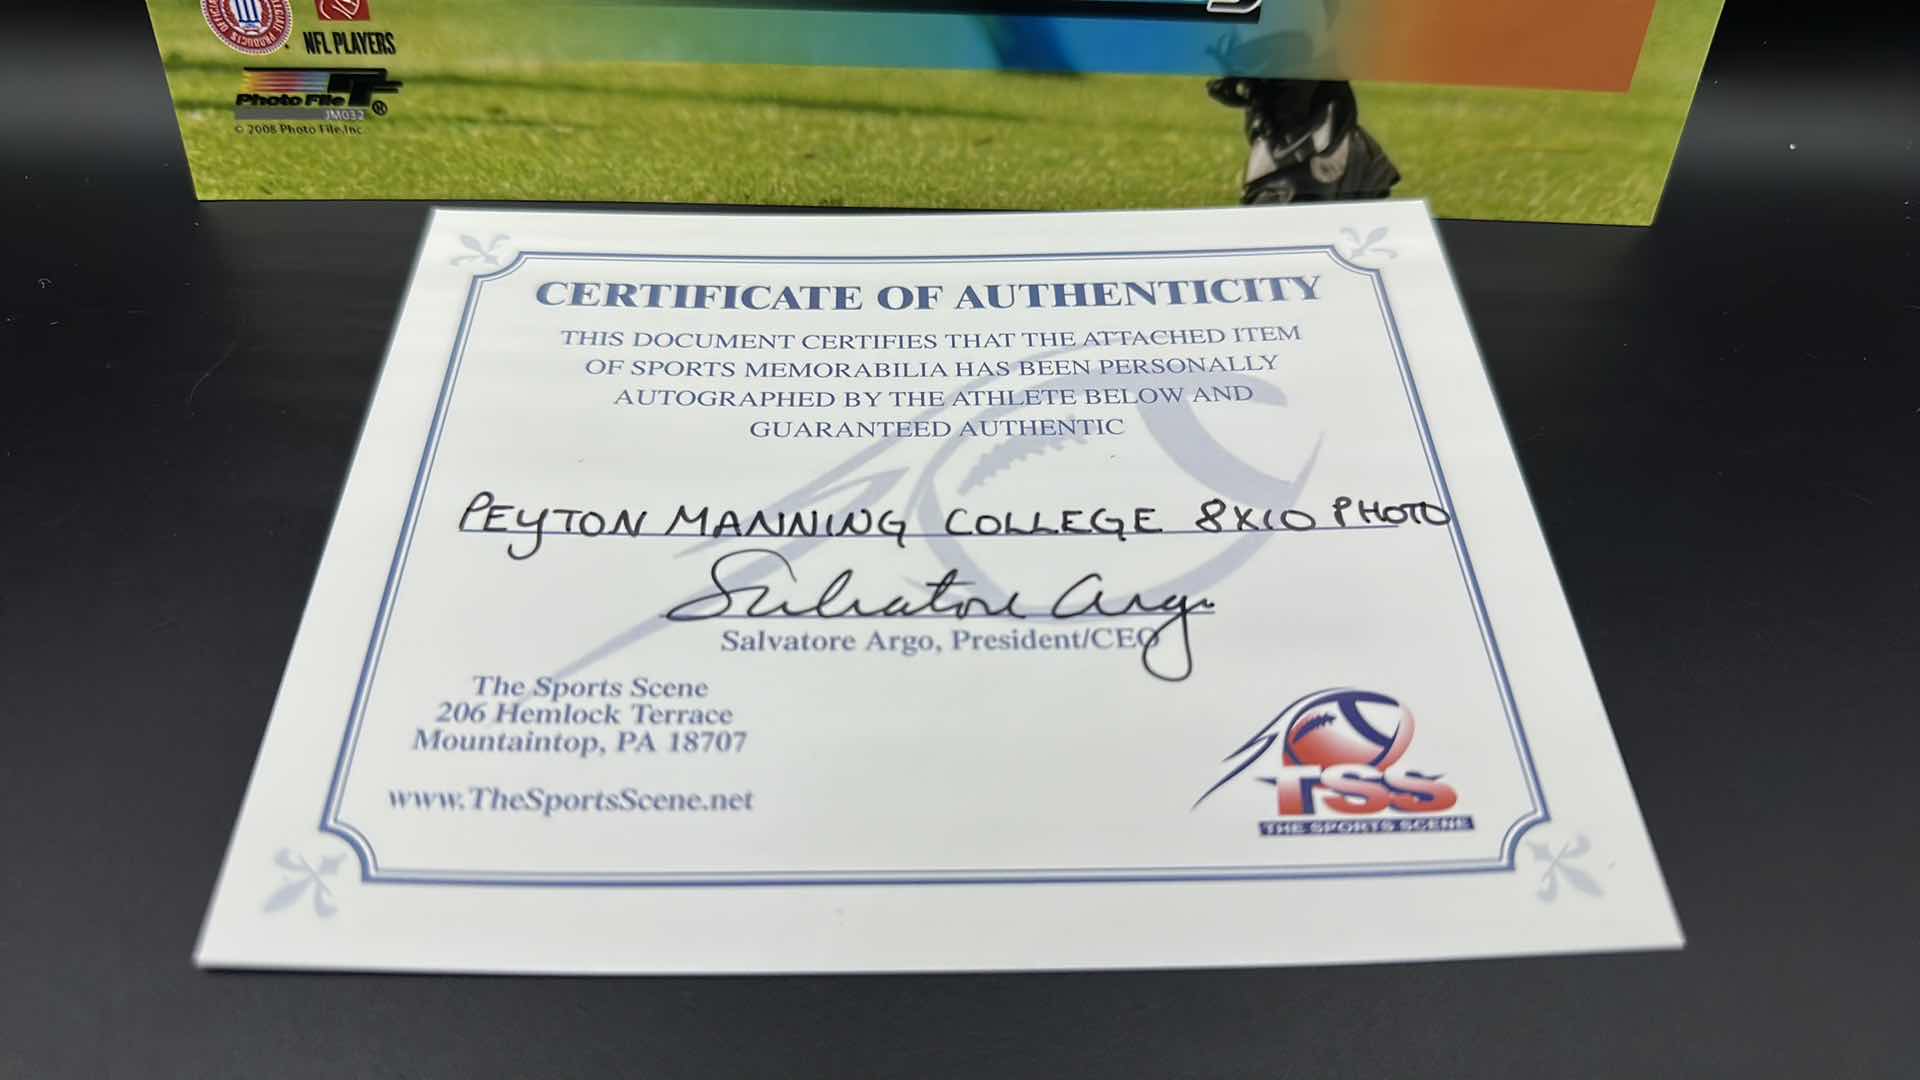 NFL PLAYERS
Photo File ®
JM032
© 2008 Photo File, Inc.
CERTIFICATE OF AUTHENTICITY
THIS DOCUMENT CERTIFIES THAT THE ATTACHED ITEM
OF SPORTS MEMORABILIA HAS BEEN PERSONALLY
AUTOGRAPHED BY THE ATHLETE BELOW AND
GUARANTEED AUTHENTIC
PEYTON MANNING COLLEGE 8X10 PHOTO
Salvatore Argo
Salvatore Argo, President/CEO
The Sports Scene
206 Hemlock Terrace
Mountaintop, PA 18707
www.TheSportsScene.net
TSS
THE SPORTS SCENE